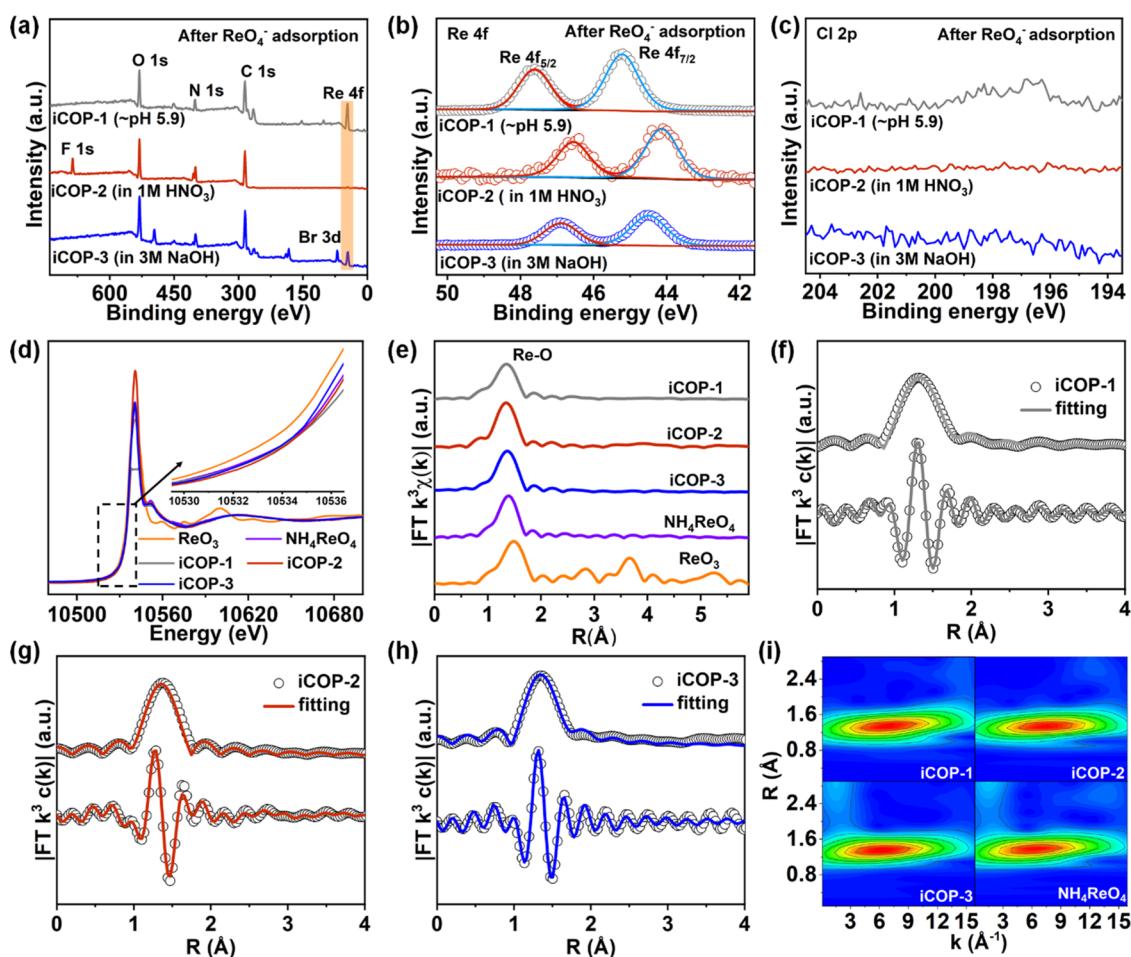 (a)
After ReO₄⁻ adsorption
O 1s
N 1s
C 1s
Re 4f
iCOP-1 (~pH 5.9)
F 1s
iCOP-2 (in 1M HNO₃)
Br 3d
iCOP-3 (in 3M NaOH)
Intensity (a.u.)
600 450 300 150 0
Binding energy (eV)
(b)
Re 4f
After ReO₄⁻ adsorption
Re 4f₅/₂
Re 4f₇/₂
iCOP-1 (~pH 5.9)
iCOP-2 ( in 1M HNO₃)
iCOP-3 (in 3M NaOH)
Intensity (a.u.)
50 48 46 44 42
Binding energy (eV)
(c)
Cl 2p
After ReO₄⁻ adsorption
iCOP-1 (~pH 5.9)
iCOP-2 (in 1M HNO₃)
iCOP-3 (in 3M NaOH)
Intensity (a.u.)
204 202 200 198 196 194
Binding energy (eV)
(d)
10530 10532 10534 10536
ReO₃
NH₄ReO₄
iCOP-1
iCOP-2
iCOP-3
Intensity (a.u.)
10500 10560 10620 10680
Energy (eV)
(e)
Re-O
iCOP-1
iCOP-2
iCOP-3
NH₄ReO₄
ReO₃
|FT k³χ(k)| (a.u.)
0 1 2 3 4 5
R(Å)
(f)
iCOP-1
fitting
|FT k³ c(k)| (a.u.)
0 1 2 3 4
R (Å)
(g)
iCOP-2
fitting
|FT k³ c(k)| (a.u.)
0 1 2 3 4
R (Å)
(h)
iCOP-3
fitting
|FT k³ c(k)| (a.u.)
0 1 2 3 4
R (Å)
(i)
2.4
1.6
0.8
iCOP-1
iCOP-2
2.4
1.6
0.8
iCOP-3
NH₄ReO₄
R (Å)
3 6 9 12 15 3 6 9 12 15
k (Å⁻¹)